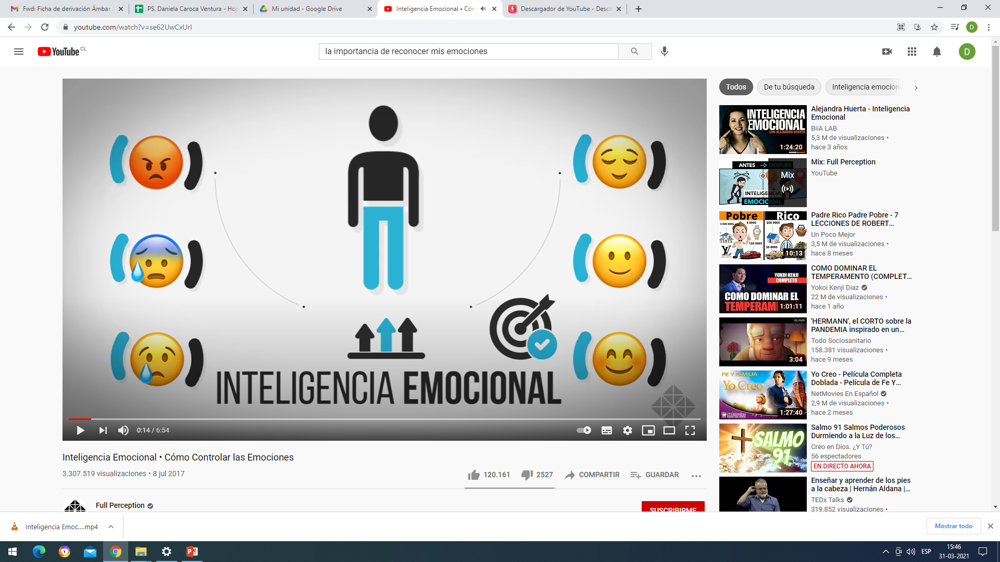 Fwd: Ficha de derivación Ámbar
PS. Daniela Caroca Ventura - Hoj
Mi unidad - Google Drive
Inteligencia Emocional • Cóm
Descargador de YouTube - Desca
youtube.com/watch?v=se62UwCxUrI
D
YouTube CL
la importancia de reconocer mis emociones
D
INTELIGENCIA EMOCIONAL
0:14 / 6:54
Inteligencia Emocional • Cómo Controlar las Emociones
3.307.519 visualizaciones • 8 jul 2017
120.161
2527
COMPARTIR
GUARDAR
Full Perception
SUSCRIBIRME
Todos
De tu búsqueda
Inteligencia emociona
INTELIGENCIA
EMOCIONAL
CON ALEJANDRA HUERTA
1:24:20
Alejandra Huerta - Inteligencia
Emocional
BiiA LAB
5,3 M de visualizaciones •
hace 3 años
ANTES
DESPUÉS
Mix
INTELIGENCIA
EMOCIONAL
Mix: Full Perception
YouTube
Pobre
Rico
10:13
Padre Rico Padre Pobre - 7
LECCIONES DE ROBERT...
Un Poco Mejor
3,5 M de visualizaciones •
hace 8 meses
YOKOI KENJI
COMPLETO
COMO DOMINAR EL
TEMPERAM
1:01:11
COMO DOMINAR EL
TEMPERAMENTO (COMPLET...
Yokoi Kenji Diaz
22 M de visualizaciones •
hace 1 año
EL PAÍS
3:04
'HERMANN', el CORTO sobre la
PANDEMIA inspirado en un...
Todo Sociosanitario
158.381 visualizaciones •
hace 9 meses
FE Y FAMILIA
Yo Creo
NetMovies
1:27:40
Yo Creo - Película Completa
Doblada - Película de Fe Y...
NetMovies En Español
2,9 M de visualizaciones •
hace 2 meses
SALMO
91
Salmo 91 Salmos Poderosos
Durmiendo a la Luz de los...
Creo en Dios. ¿Y Tú?
56 espectadores
EN DIRECTO AHORA
Enseñar y aprender de los pies
a la cabeza | Hernán Aldana |...
TEDx Talks
319.852 visualizaciones •
Inteligencia Emoc....mp4
Mostrar todo
ESP
15:46
31-03-2021